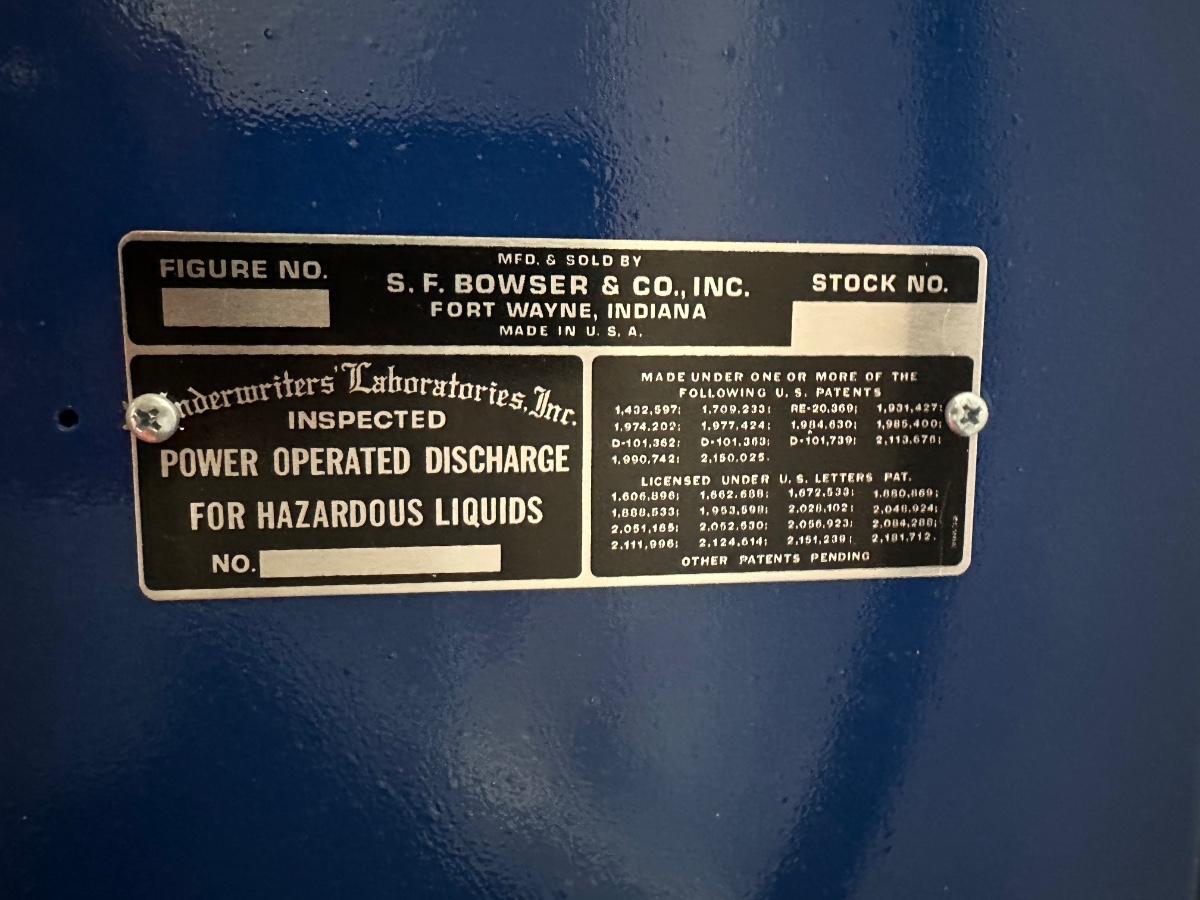 FIGURE NO.
MFD. & SOLD BY
S. F. BOWSER & CO., INC.
FORT WAYNE, INDIANA
MADE IN U. S. A.
STOCK NO.
Underwriters' Laboratories, Inc.
INSPECTED
POWER OPERATED DISCHARGE
FOR HAZARDOUS LIQUIDS
NO.
MADE UNDER ONE OR MORE OF THE
FOLLOWING U. S. PATENTS
1,432,597; 1,709,233; RE-20,369; 1,931,427;
1,974,202; 1,977,424; 1,984,630; 1,985,400;
D-101,362; D-101,363; D-101,739; 2,113,676;
1,990,742; 2,150,025.
LICENSED UNDER U. S. LETTERS PAT.
1,606,896; 1,662,688; 1,672,533; 1,880,869;
1,888,533; 1,953,598; 2,028,102; 2,048,924;
2,051,165; 2,052,530; 2,056,923; 2,084,288;
2,111,996; 2,124,614; 2,151,239; 2,181,712.
OTHER PATENTS PENDING